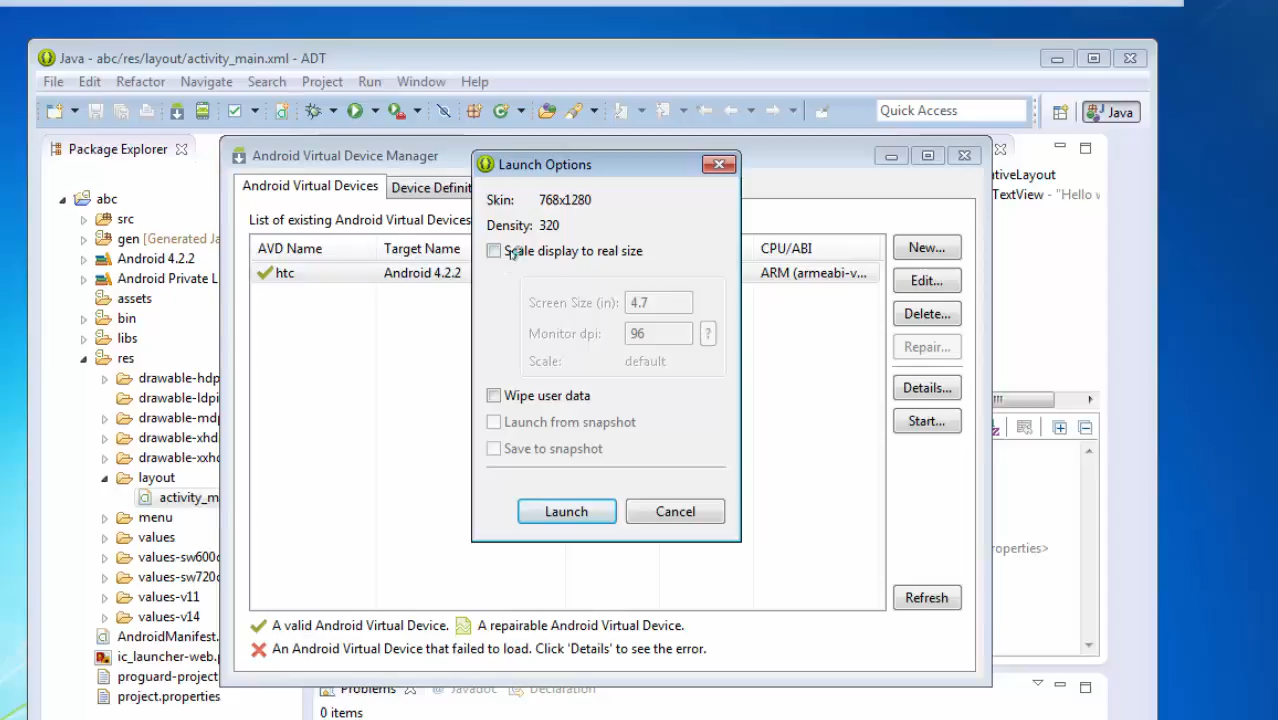 Java - abc/res/layout/activity_main.xml - ADT
File Edit Refactor Navigate Search Project Run Window Help
Quick Access
Java
Package Explorer
abc
src
gen [Generated Ja
Android 4.2.2
Android Private L
assets
bin
libs
res
drawable-hdp
drawable-ldpi
drawable-mdp
drawable-xhd
drawable-xxhd
layout
activity_m
menu
values
values-sw600d
values-sw720d
values-v11
values-v14
AndroidManifest.
ic_launcher-web.p
proguard-project
project.properties
Android Virtual Device Manager
Android Virtual Devices
Device Definit
List of existing Android Virtual Devices
AVD Name Target Name CPU/ABI
htc Android 4.2.2 ARM (armeabi-v...
New...
Edit...
Delete...
Repair...
Details...
Start...
Refresh
A valid Android Virtual Device. A repairable Android Virtual Device.
An Android Virtual Device that failed to load. Click 'Details' to see the error.
Launch Options
Skin: 768x1280
Density: 320
Scale display to real size
Screen Size (in): 4.7
Monitor dpi: 96 ?
Scale: default
Wipe user data
Launch from snapshot
Save to snapshot
Launch Cancel
ativeLayout
TextView - "Hello w
operties>
Problems Javadoc Declaration
0 items